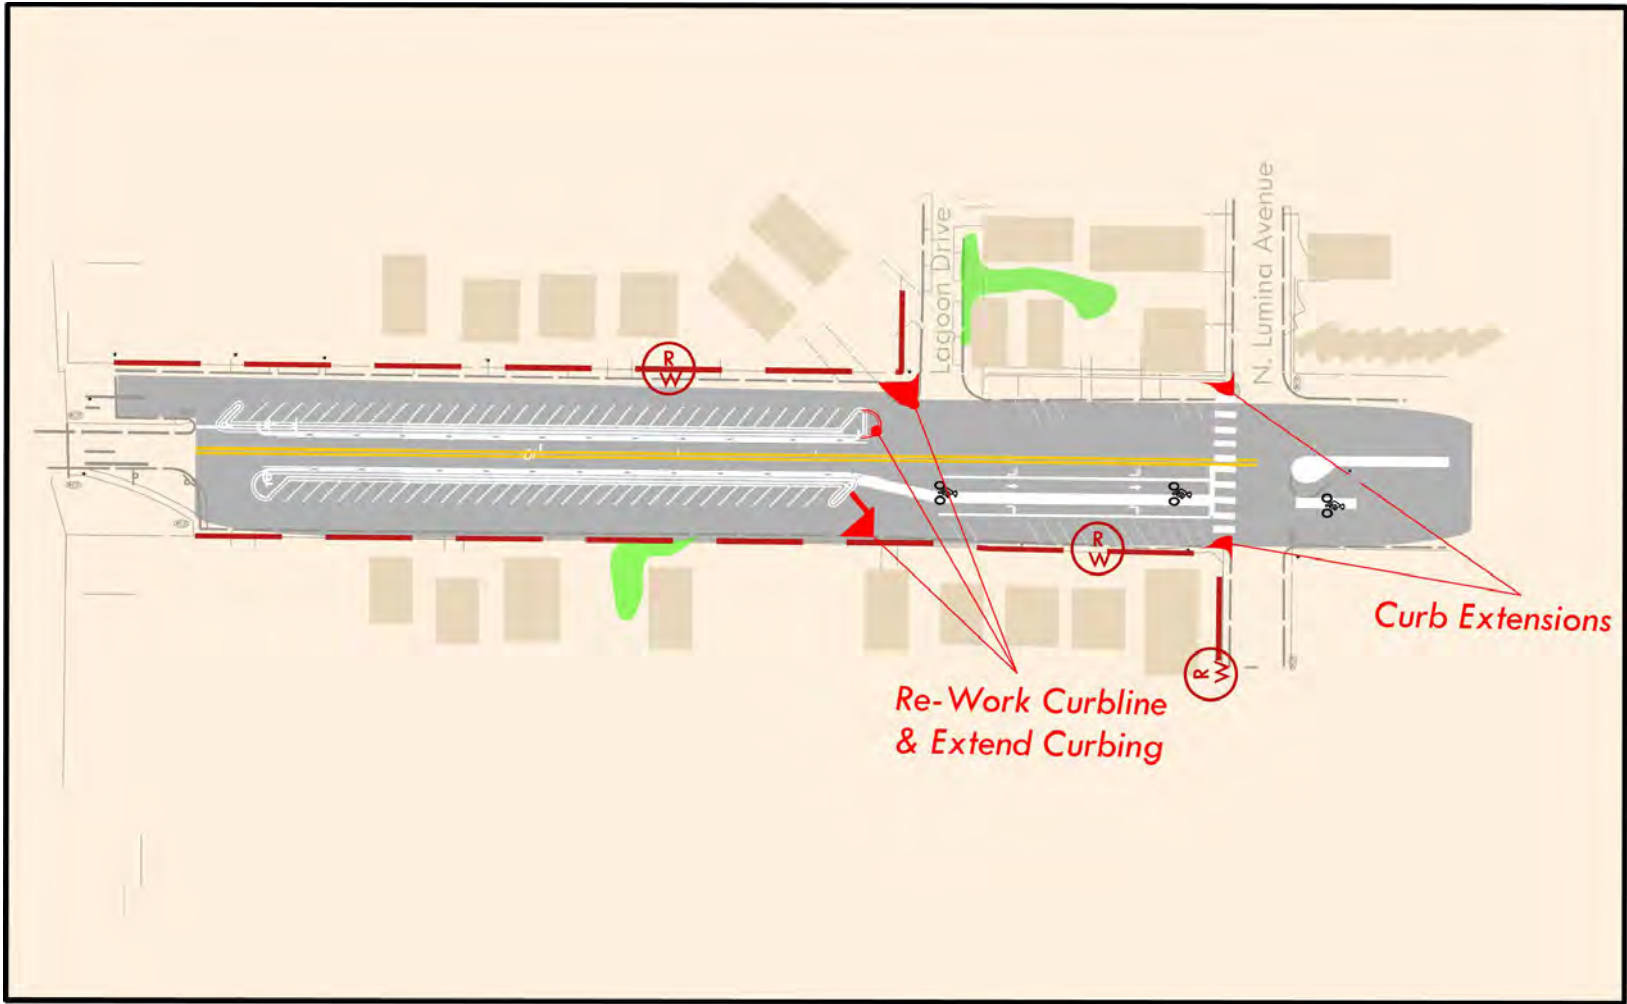 Lagoon Drive
N. Lumina Avenue
R
W
R
W
R
W
Curb Extensions
Re-Work Curbline
& Extend Curbing